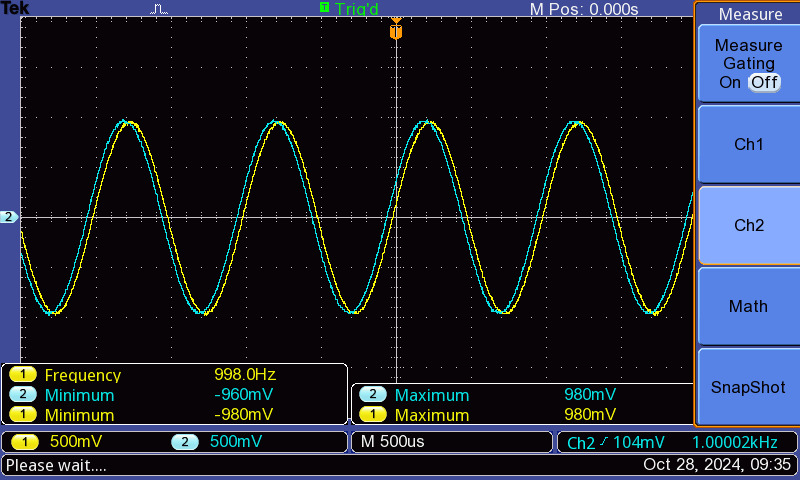 Tek
T Trig'd
M Pos: 0.000s
T
2
Measure
Measure
Gating
On Off
Ch1
Ch2
Math
SnapShot
1 Frequency 998.0Hz
2 Minimum -960mV
1 Minimum -980mV
2 Maximum 980mV
1 Maximum 980mV
1 500mV 2 500mV
M 500us
Ch2 104mV 1.00002kHz
Please wait....
Oct 28, 2024, 09:35